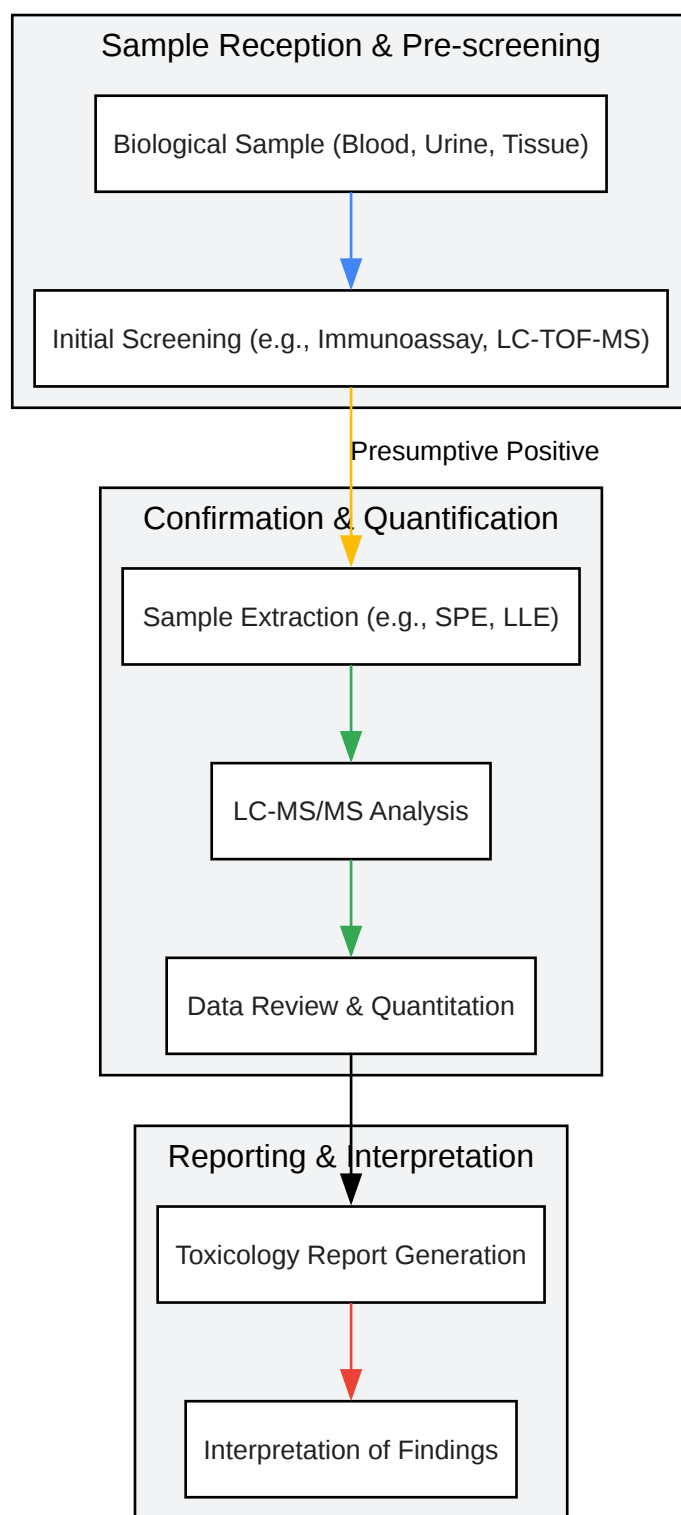 Sample Reception & Pre-screening
Biological Sample (Blood, Urine, Tissue)
Initial Screening (e.g., Immunoassay, LC-TOF-MS)
Presumptive Positive
Confirmation & Quantification
Sample Extraction (e.g., SPE, LLE)
LC-MS/MS Analysis
Data Review & Quantitation
Reporting & Interpretation
Toxicology Report Generation
Interpretation of Findings